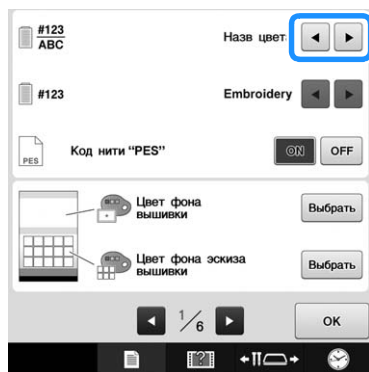 #123
ABC
Назв цвет
#123
Embroidery
PES
Код нити “PES”
ON
OFF
Цвет фона
вышивки
Выбрать
Цвет фона эскиза
вышивки
Выбрать
1/6
OK